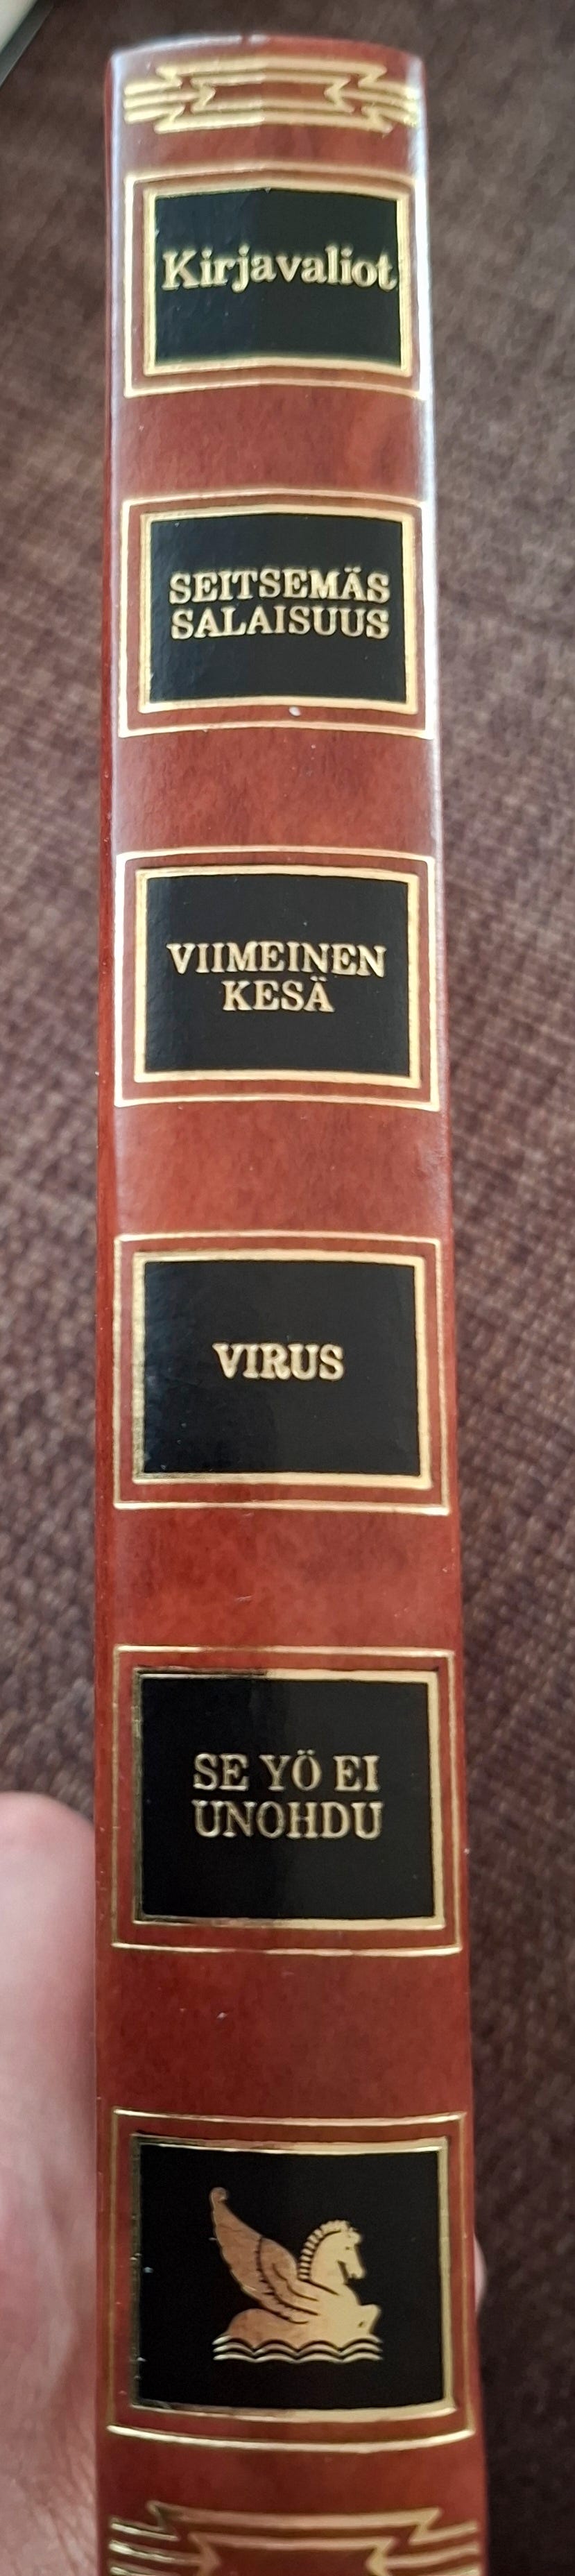 Kirjavaliot
SEITSEMÄS
SALAISUUS
VIIMEINEN
KESÄ
VIRUS
SE YÖ EI
UNOHDU